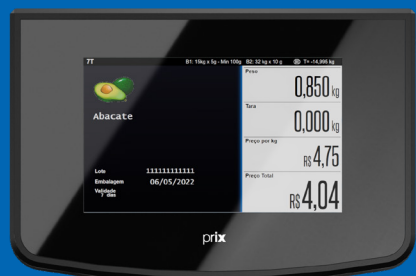 7T B1: 15kg x 5g - Min 100g B2: 32 kg x 10 g T= -14,995 kg
Abacate
Lote 111111111111
Embalagem 06/05/2022
Validade
7 dias
Peso
0,850 kg
Tara
0,000 kg
Preço por kg
R$ 4,75
Preço Total
R$ 4,04
prix